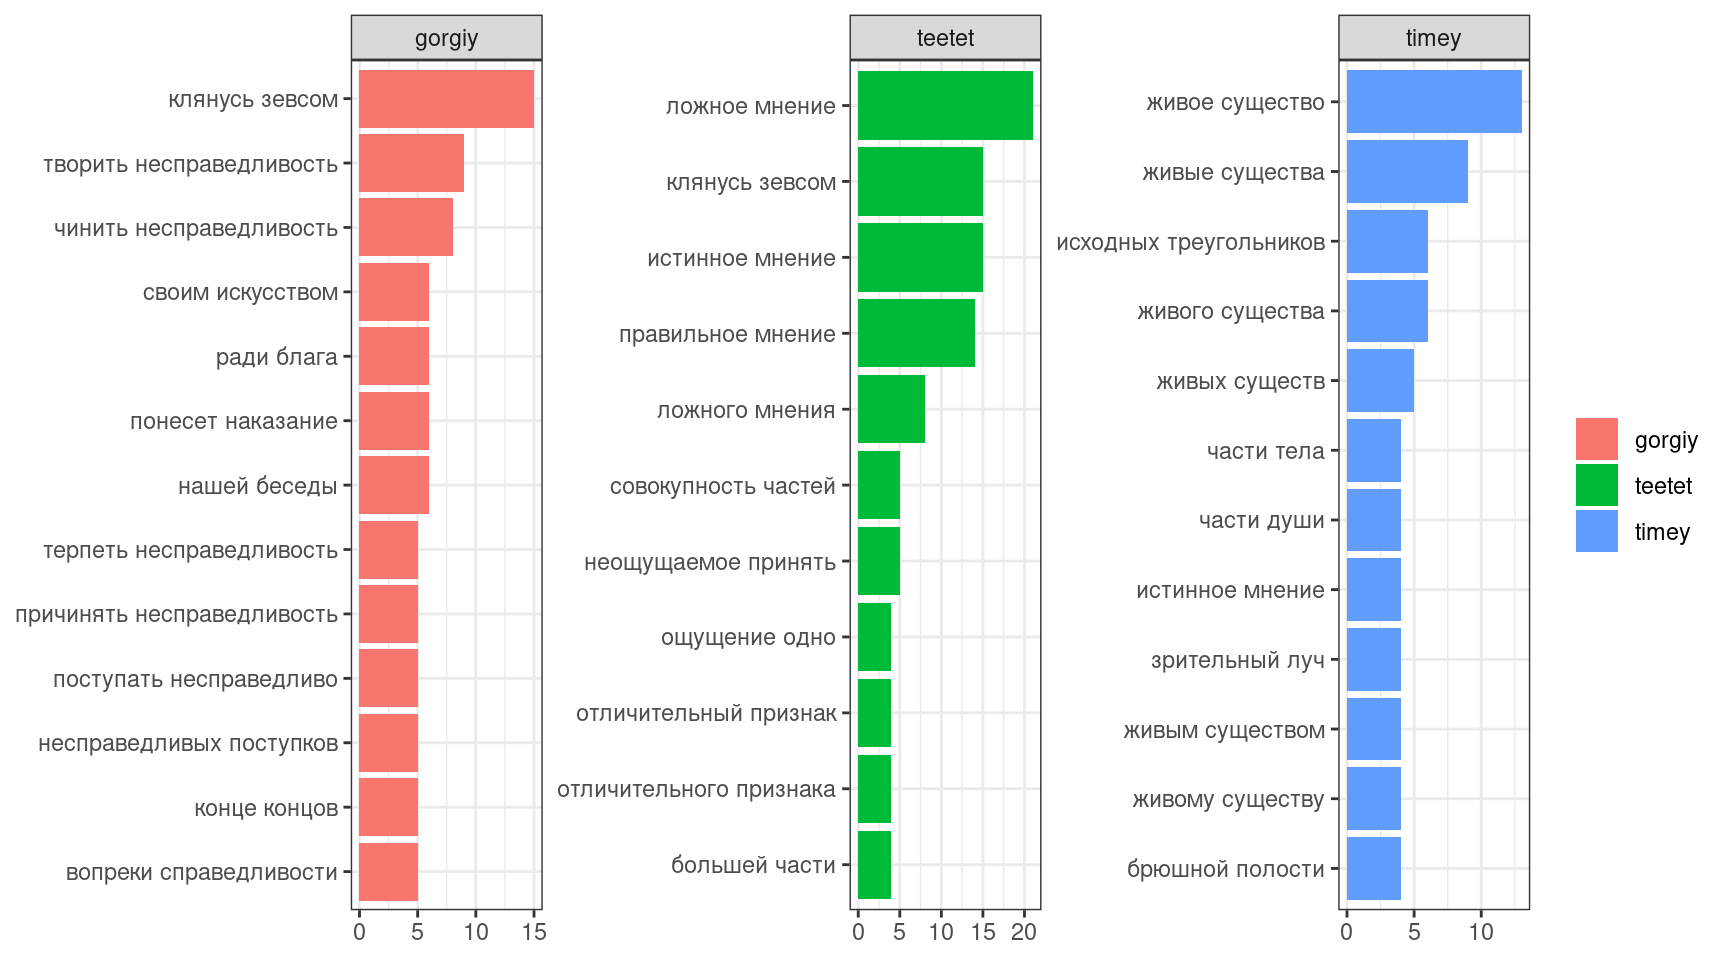 gorgiy
клянусь зевсом
творить несправедливость
чинить несправедливость
своим искусством
ради блага
понесет наказание
нашей беседы
терпеть несправедливость
причинять несправедливость
поступать несправедливо
несправедливых поступков
конце концов
вопреки справедливости
0 5 10 15
teetet
ложное мнение
клянусь зевсом
истинное мнение
правильное мнение
ложного мнения
совокупность частей
неощущаемое принять
ощущение одно
отличительный признак
отличительного признака
большей части
0 5 10 15 20
timey
живое существо
живые существа
исходных треугольников
живого существа
живых существ
части тела
части души
истинное мнение
зрительный луч
живым существом
живому существу
брюшной полости
0 5 10
gorgiy
teetet
timey